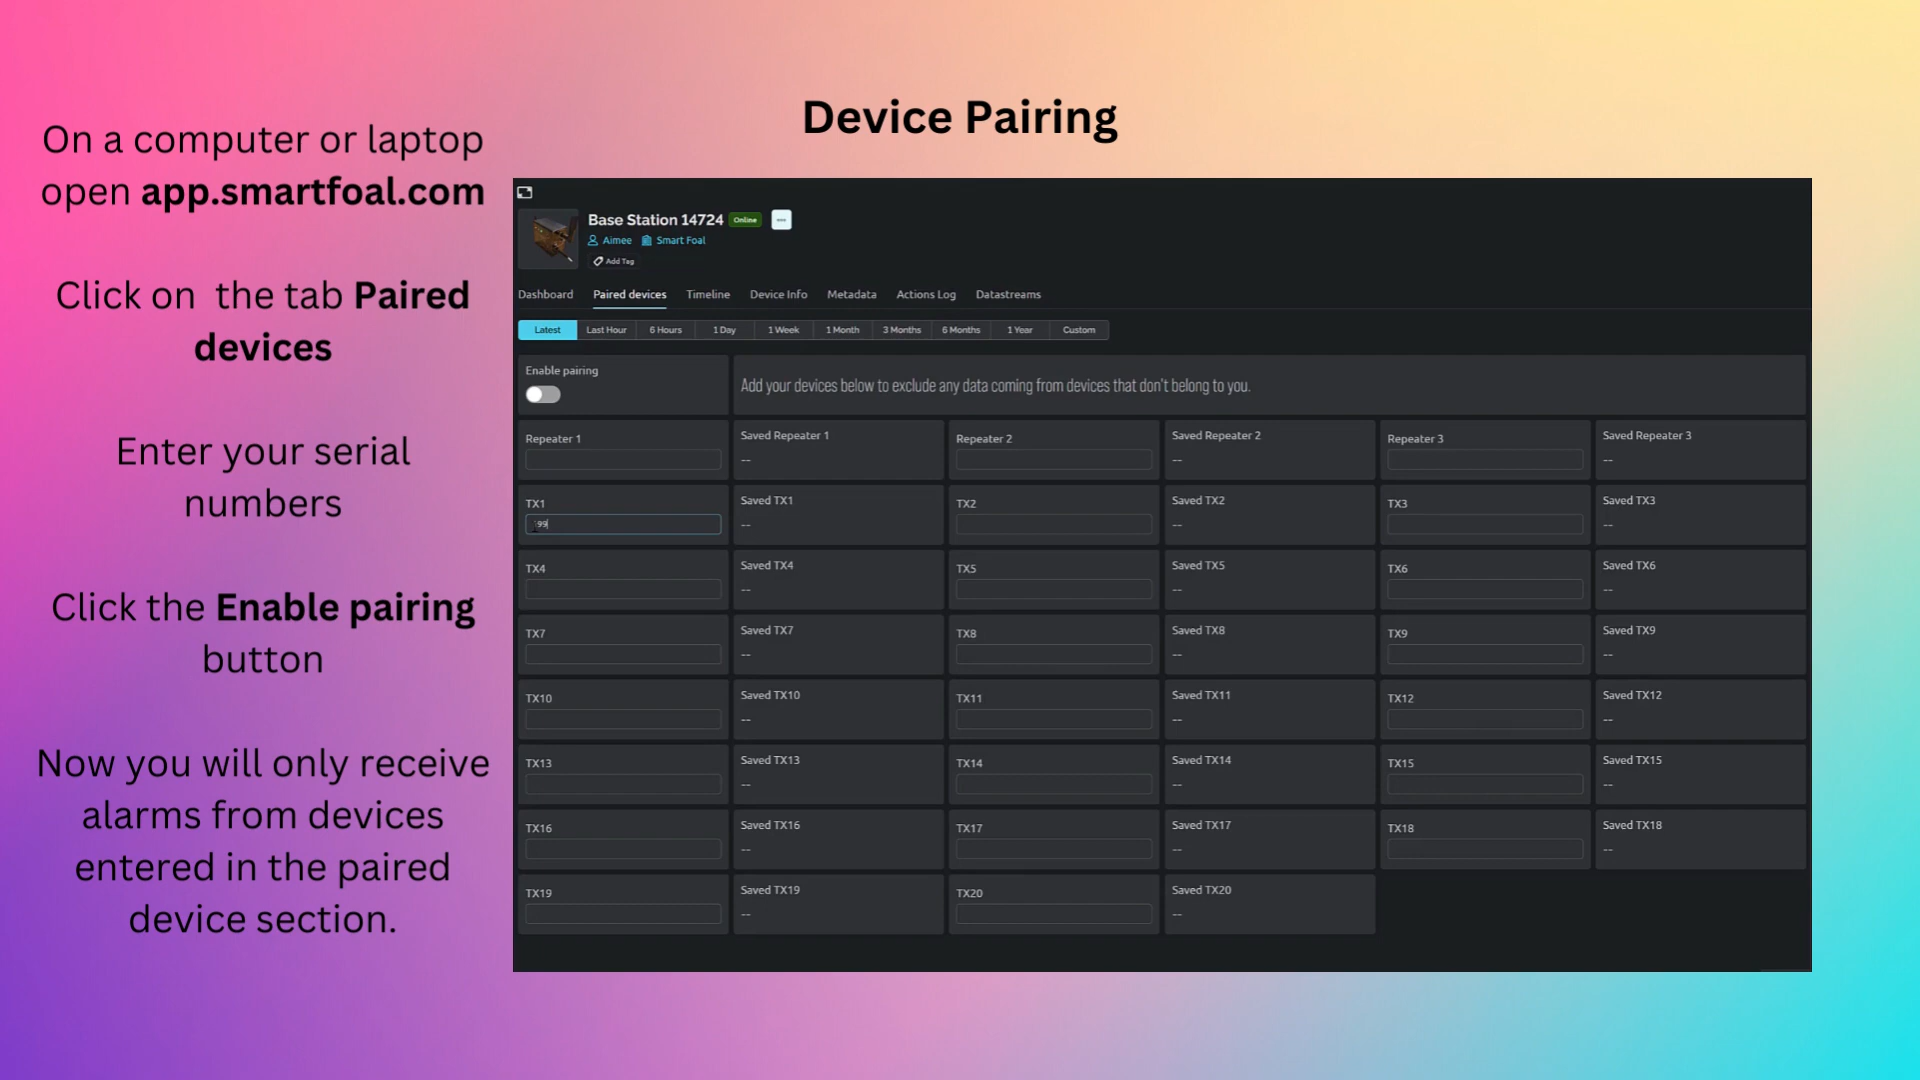 Device Pairing
On a computer or laptop
open app.smartfoal.com
Click on the tab Paired
devices
Enter your serial
numbers
Click the Enable pairing
button
Now you will only receive
alarms from devices
entered in the paired
device section.
Base Station 14724 Online
Aimee Smart Foal
Add Tag
Dashboard Paired devices Timeline Device Info Metadata Actions Log Datastreams
Latest Last Hour 6 Hours 1 Day 1 Week 1 Month 3 Months 6 Months 1 Year Custom
Enable pairing
Add your devices below to exclude any data coming from devices that don't belong to you.
Repeater 1 Saved Repeater 1 Repeater 2 Saved Repeater 2 Repeater 3 Saved Repeater 3
-- -- --
TX1 Saved TX1 TX2 Saved TX2 TX3 Saved TX3
-- -- --
TX4 Saved TX4 TX5 Saved TX5 TX6 Saved TX6
-- -- --
TX7 Saved TX7 TX8 Saved TX8 TX9 Saved TX9
-- -- --
TX10 Saved TX10 TX11 Saved TX11 TX12 Saved TX12
-- -- --
TX13 Saved TX13 TX14 Saved TX14 TX15 Saved TX15
-- -- --
TX16 Saved TX16 TX17 Saved TX17 TX18 Saved TX18
-- -- --
TX19 Saved TX19 TX20 Saved TX20
-- --